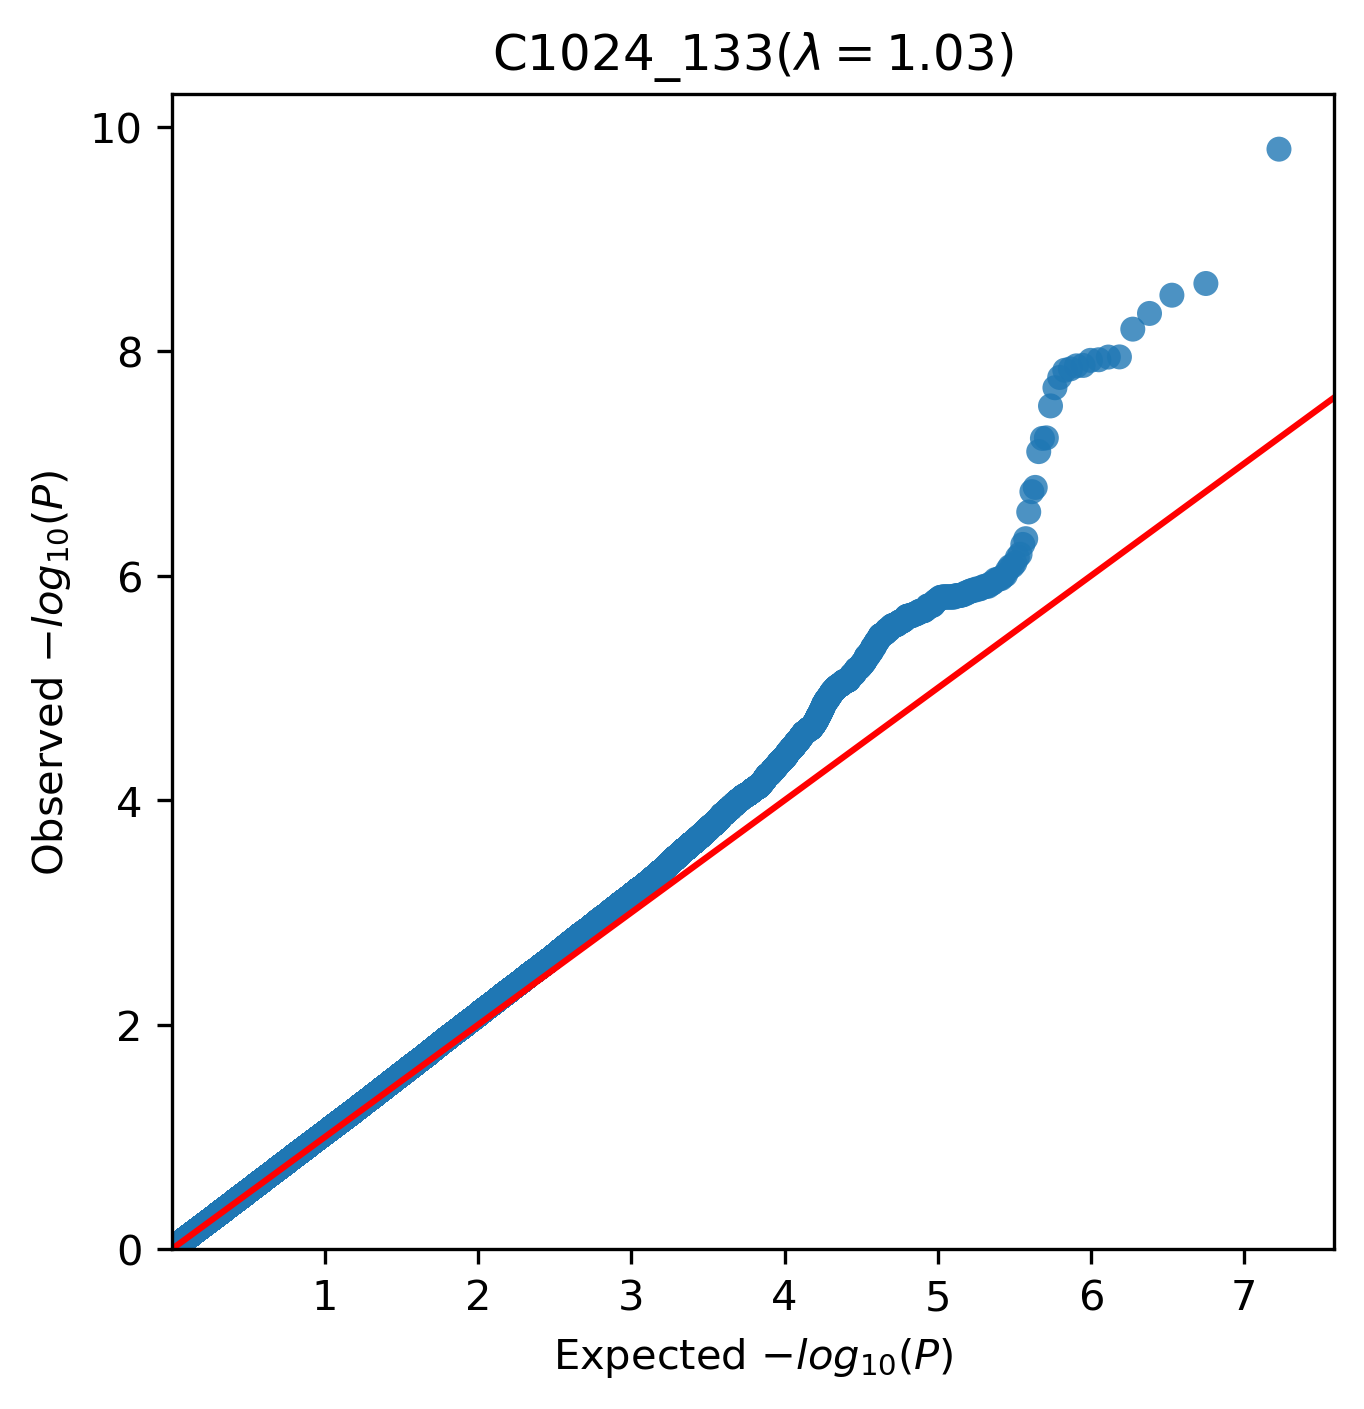 C1024_133(λ = 1.03)
10
8
6
4
2
0
Observed −log₁₀(P)
1 2 3 4 5 6 7
Expected −log₁₀(P)